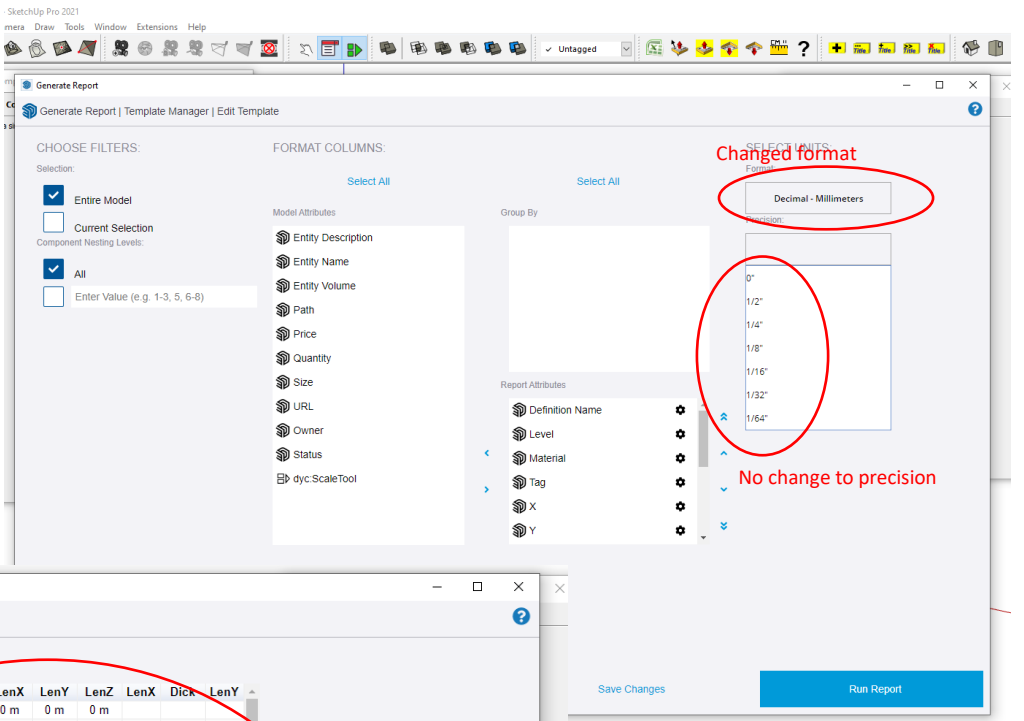 SketchUp Pro 2021
mera Draw Tools Window Extensions Help
✓ Untagged
?
Title Title Title Title
Generate Report
Generate Report | Template Manager | Edit Template
CHOOSE FILTERS:
Selection:
Entire Model
Current Selection
Component Nesting Levels:
All
Enter Value (e.g. 1-3, 5, 6-8)
FORMAT COLUMNS:
Select All
Select All
Model Attributes
Entity Description
Entity Name
Entity Volume
Path
Price
Quantity
Size
URL
Owner
Status
dyc:ScaleTool
Group By
Report Attributes
Definition Name
Level
Material
Tag
X
Y
SELECT UNITS:
Changed format
Format:
Decimal - Millimeters
Precision:
0"
1/2"
1/4"
1/8"
1/16"
1/32"
1/64"
No change to precision
LenX LenY LenZ LenX Dick LenY
0 m 0 m 0 m
Save Changes
Run Report